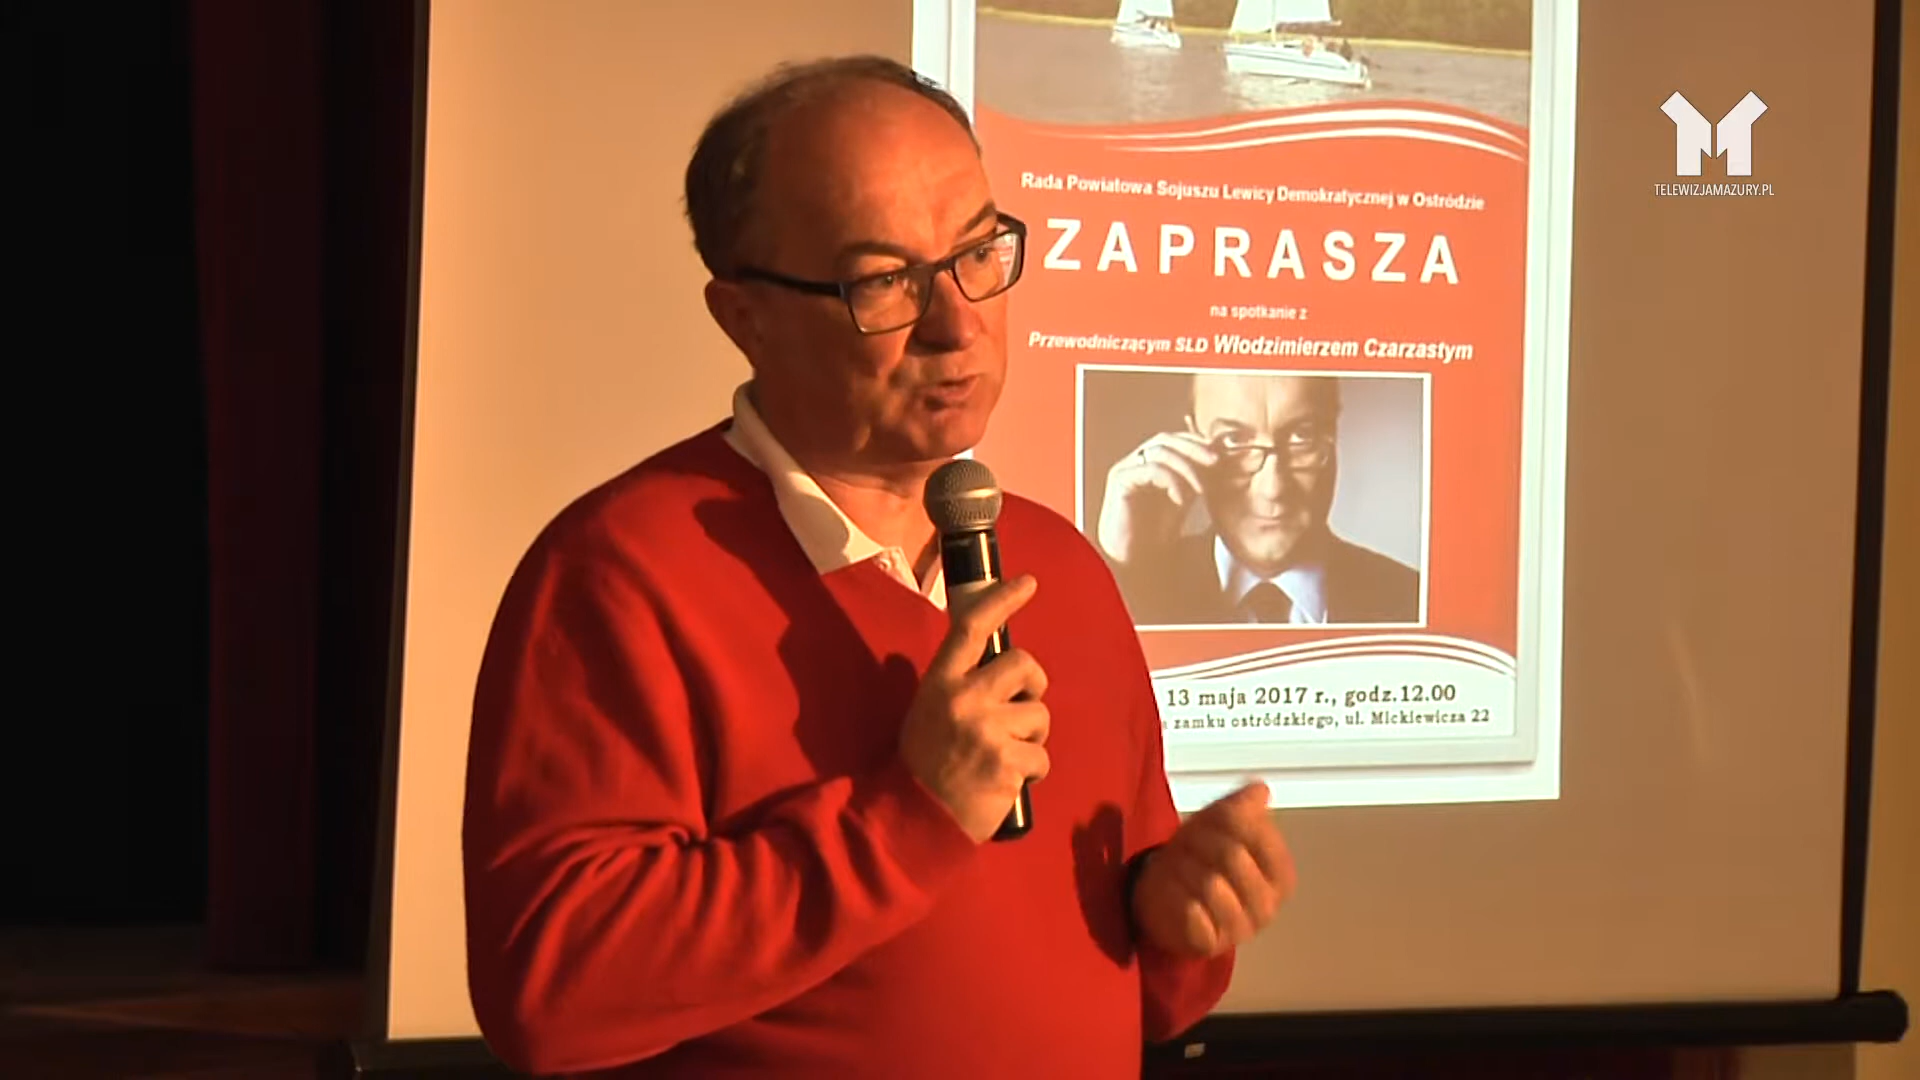 TELEWIZJAMAZURY.PL
Rada Powiatowa Sojuszu Lewicy Demokratycznej w Ostródzie
ZAPRASZA
na spotkanie z
Przewodniczącym SLD Włodzimierzem Czarzastym
13 maja 2017 r., godz.12.00
zamku ostródzkiego, ul. Mickiewicza 22